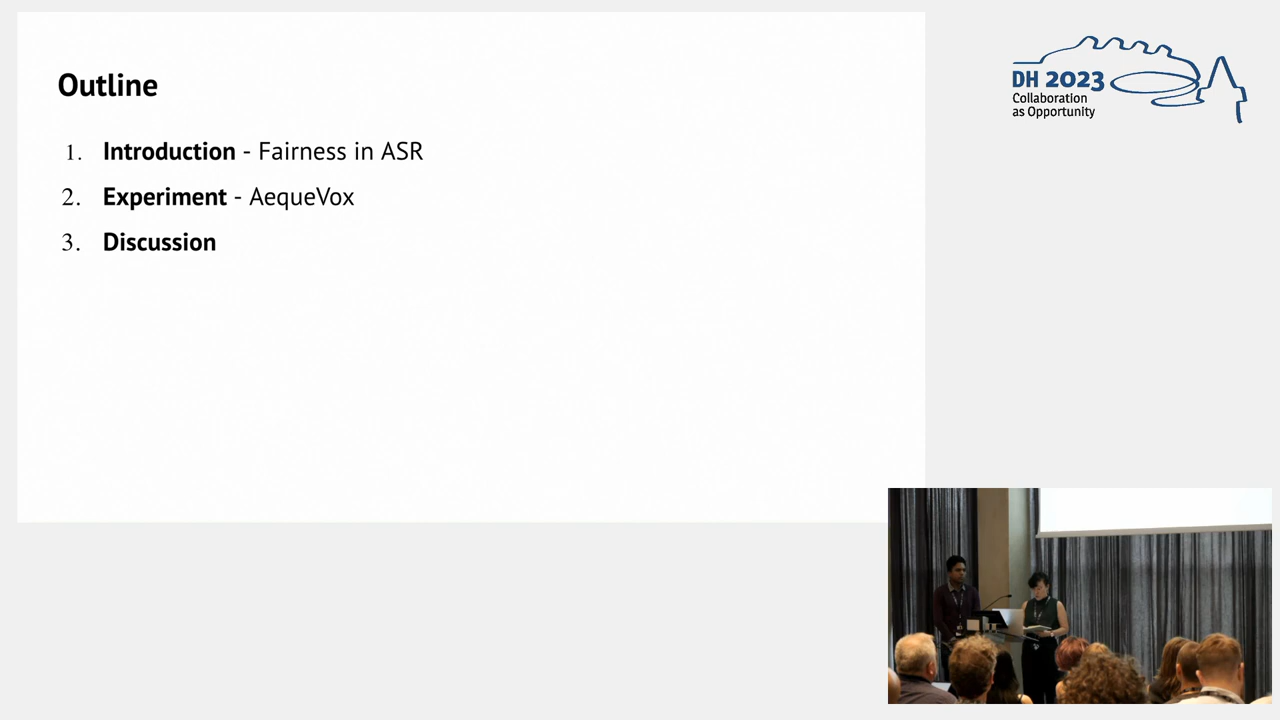 Outline
1. Introduction - Fairness in ASR
2. Experiment - AequeVox
3. Discussion
DH 2023
Collaboration
as Opportunity